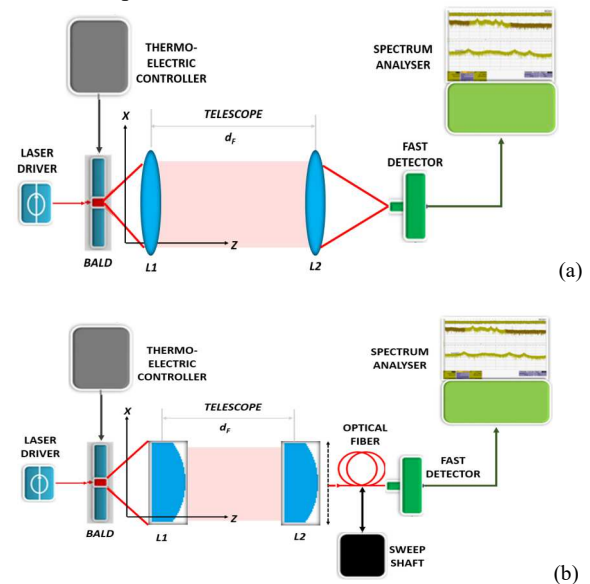 THERMO-
ELECTRIC
CONTROLLER
SPECTRUM
ANALYSER
X
TELESCOPE
d_F
FAST
DETECTOR
LASER
DRIVER
Z
BALD
L1
L2
(a)
THERMO-
ELECTRIC
CONTROLLER
SPECTRUM
ANALYSER
X
TELESCOPE
d_F
OPTICAL
FIBER
LASER
DRIVER
FAST
DETECTOR
Z
BALD
L1
L2
SWEEP
SHAFT
(b)